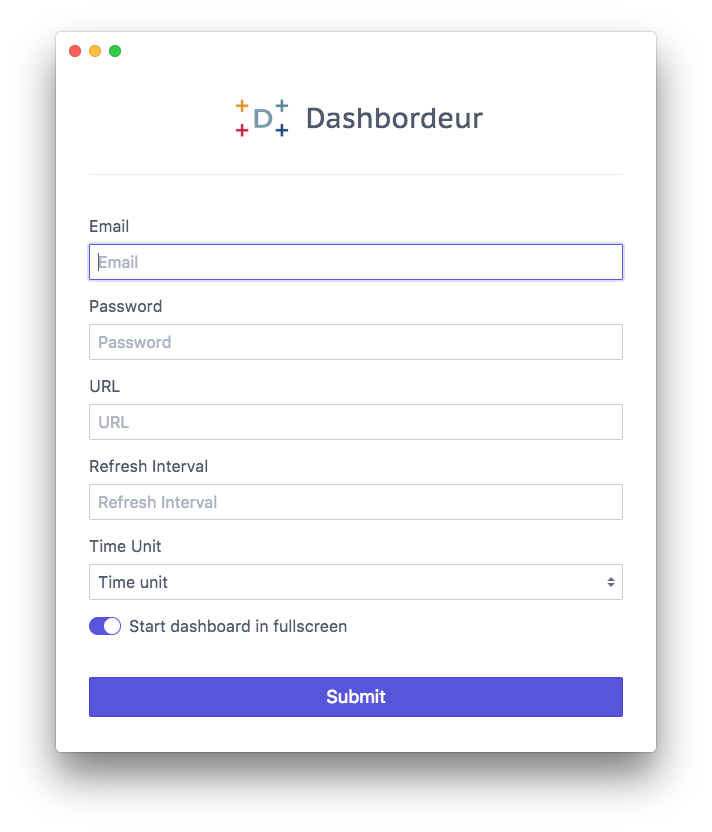 D Dashbordeur
Email
Email
Password
Password
URL
URL
Refresh Interval
Refresh Interval
Time Unit
Time unit
Start dashboard in fullscreen
Submit